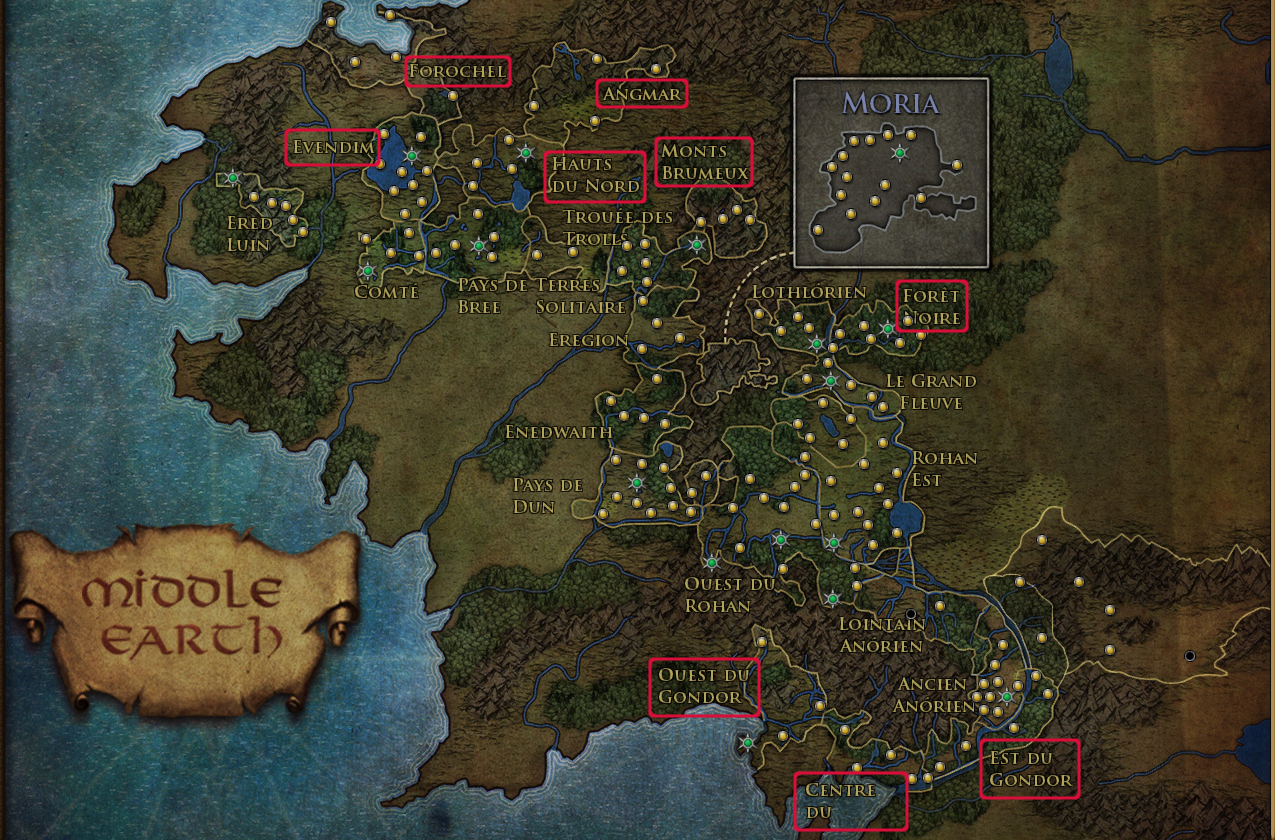 Forochel
Angmar
Moria
Evendim
Hauts
du Nord
Monts
Brumeux
Ered
Luin
Trouée des
Trolls
Comté
Pays de
Bree
Terres
Solitaire
Lothlórien
Forêt
Noire
Eregion
Le Grand
Fleuve
Enedwaith
Rohan
Est
Pays de
Dun
Middle
Earth
Ouest du
Rohan
Lointain
Anórien
Ouest du
Gondor
Ancien
Anórien
Est du
Gondor
Centre
du